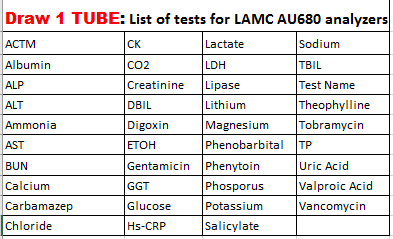 Draw 1 TUBE: List of tests for LAMC AU680 analyzers
ACTM CK Lactate Sodium
Albumin CO2 LDH TBIL
ALP Creatinine Lipase Test Name
ALT DBIL Lithium Theophylline
Ammonia Digoxin Magnesium Tobramycin
AST ETOH Phenobarbital TP
BUN Gentamicin Phenytoin Uric Acid
Calcium GGT Phosporus Valproic Acid
Carbamazep Glucose Potassium Vancomycin
Chloride Hs-CRP Salicylate